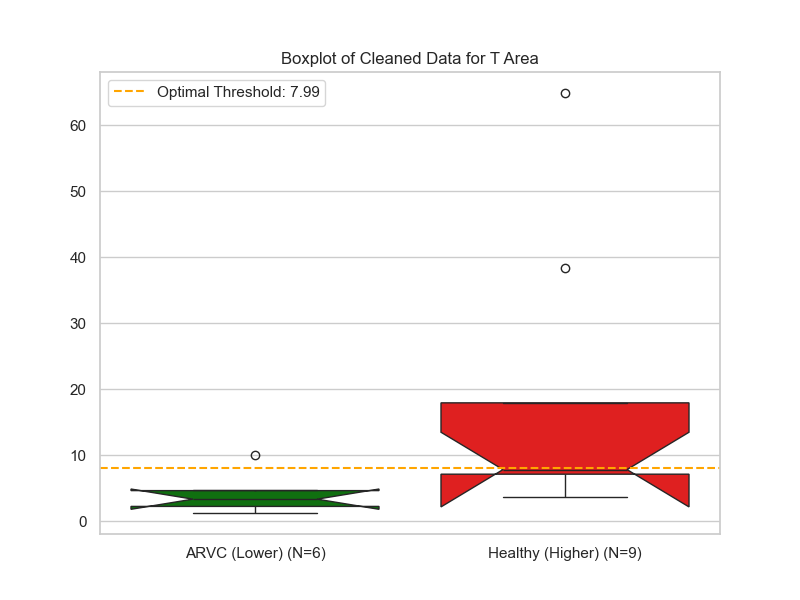 Boxplot of Cleaned Data for T Area
Optimal Threshold: 7.99
60
50
40
30
20
10
0
ARVC (Lower) (N=6)
Healthy (Higher) (N=9)